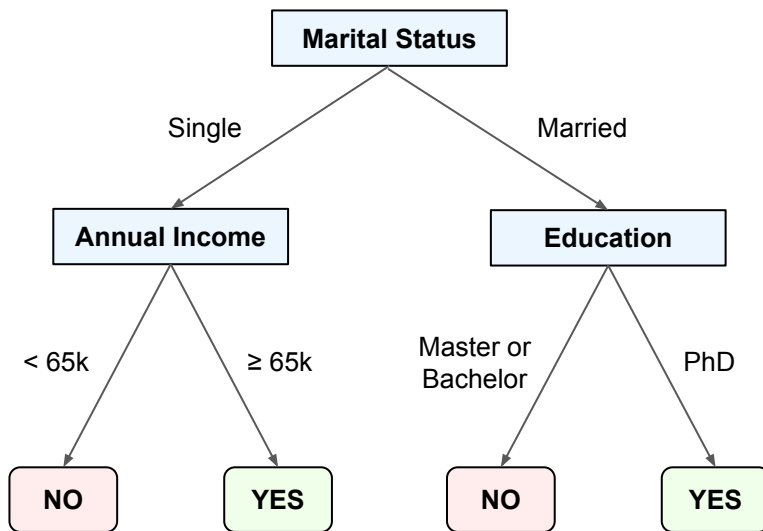 Marital Status
Single
Married
Annual Income
Education
< 65k
≥ 65k
Master or
Bachelor
PhD
NO
YES
NO
YES